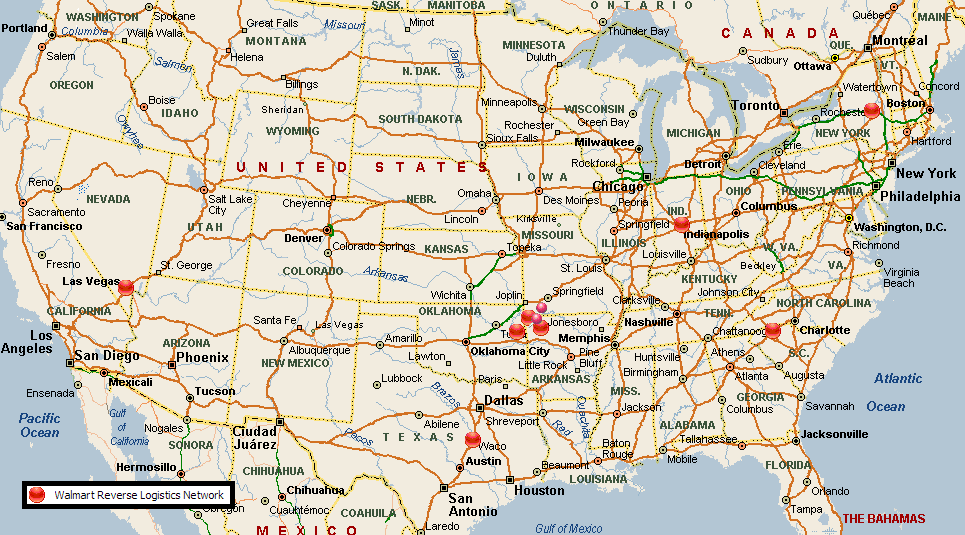 WASHINGTON
Spokane
SASK.
MANITOBA
ONTARIO
Québec
MAINE
Portland
Columbia
Walla Walla
Great Falls
Missouri
Minot
Thunder Bay
CANADA
QUE.
Montréal
Salem
MONTANA
Helena
N. DAK.
James
MINNESOTA
Duluth
Sudbury
Ottawa
VT.
OREGON
Salmon
Billings
Watertown
Concord
Boise
IDAHO
Sheridan
Minneapolis
WISCONSIN
Green Bay
Toronto
Rochester
Boston
Owyhee
WYOMING
SOUTH DAKOTA
Rochester
MICHIGAN
NEW YORK
Sioux Falls
Milwaukee
Erie
Hartford
UNITED STATES
Rockford
Detroit
Cleveland
IOWA
Chicago
New York
Reno
NEVADA
Salt Lake
City
Cheyenne
NEBR.
Omaha
Des Moines
Peoria
OHIO
PENNSYLVANIA
Philadelphia
Sacramento
San Francisco
UTAH
Lincoln
Kirksville
IND.
Columbus
Denver
Colorado Springs
KANSAS
Topeka
MISSOURI
Springfield
ILLINOIS
Indianapolis
W. VA.
Washington, D.C.
Richmond
Fresno
St. George
COLORADO
Arkansas
St. Louis
Louisville
Beckley
VA.
Virginia
Beach
Las Vegas
Wichita
Joplin
Springfield
KENTUCKY
Johnson City
CALIFORNIA
Clarksville
NORTH CAROLINA
Los
Angeles
Santa Fe
Las Vegas
OKLAHOMA
Jonesboro
Nashville
TENN.
Charlotte
ARIZONA
Albuquerque
Amarillo
Oklahoma City
Memphis
Chattanooga
San Diego
Phoenix
NEW MEXICO
Lawton
Little Rock
Pine
Bluff
Huntsville
Athens
S.C.
Mexicali
Lubbock
Paris
ARKANSAS
Birmingham
Atlanta
Augusta
Atlantic
Ocean
Ensenada
Tucson
Brazos
Dallas
Ouachita
MISS.
GEORGIA
Pacific
Ocean
Gulf
of
California
Nogales
Ciudad
Juárez
Abilene
Shreveport
Jackson
Columbus
Savannah
SONORA
Pecos
TEXAS
Waco
Red
ALABAMA
Tallahassee
Jacksonville
Hermosillo
CHIHUAHUA
Austin
Beaumont
Baton
Rouge
Mobile
FLORIDA
Walmart Reverse Logistics Network
Chihuahua
San
Antonio
Houston
LOUISIANA
Orlando
Obregon
Cuauhtémoc
COAHUILA
Tampa
THE BAHAMAS
MEXICO
Laredo
Gulf of Mexico